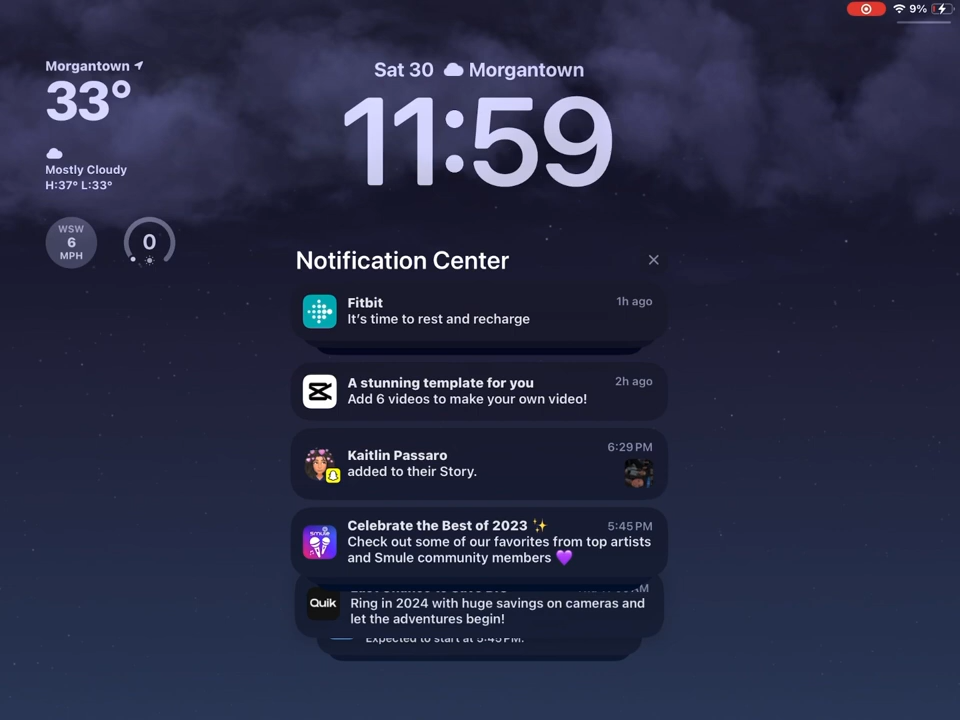 9%
Morgantown
33°
Mostly Cloudy
H:37° L:33°
WSW
6
MPH
0
Sat 30 Morgantown
11:59
Notification Center
Fitbit
1h ago
It's time to rest and recharge
A stunning template for you
2h ago
Add 6 videos to make your own video!
Kaitlin Passaro
6:29 PM
added to their Story.
Smule
Celebrate the Best of 2023 ✨
5:45 PM
Check out some of our favorites from top artists
and Smule community members 💜
Quik
Ring in 2024 with huge savings on cameras and
let the adventures begin!
Expected to start at 5:45 PM.